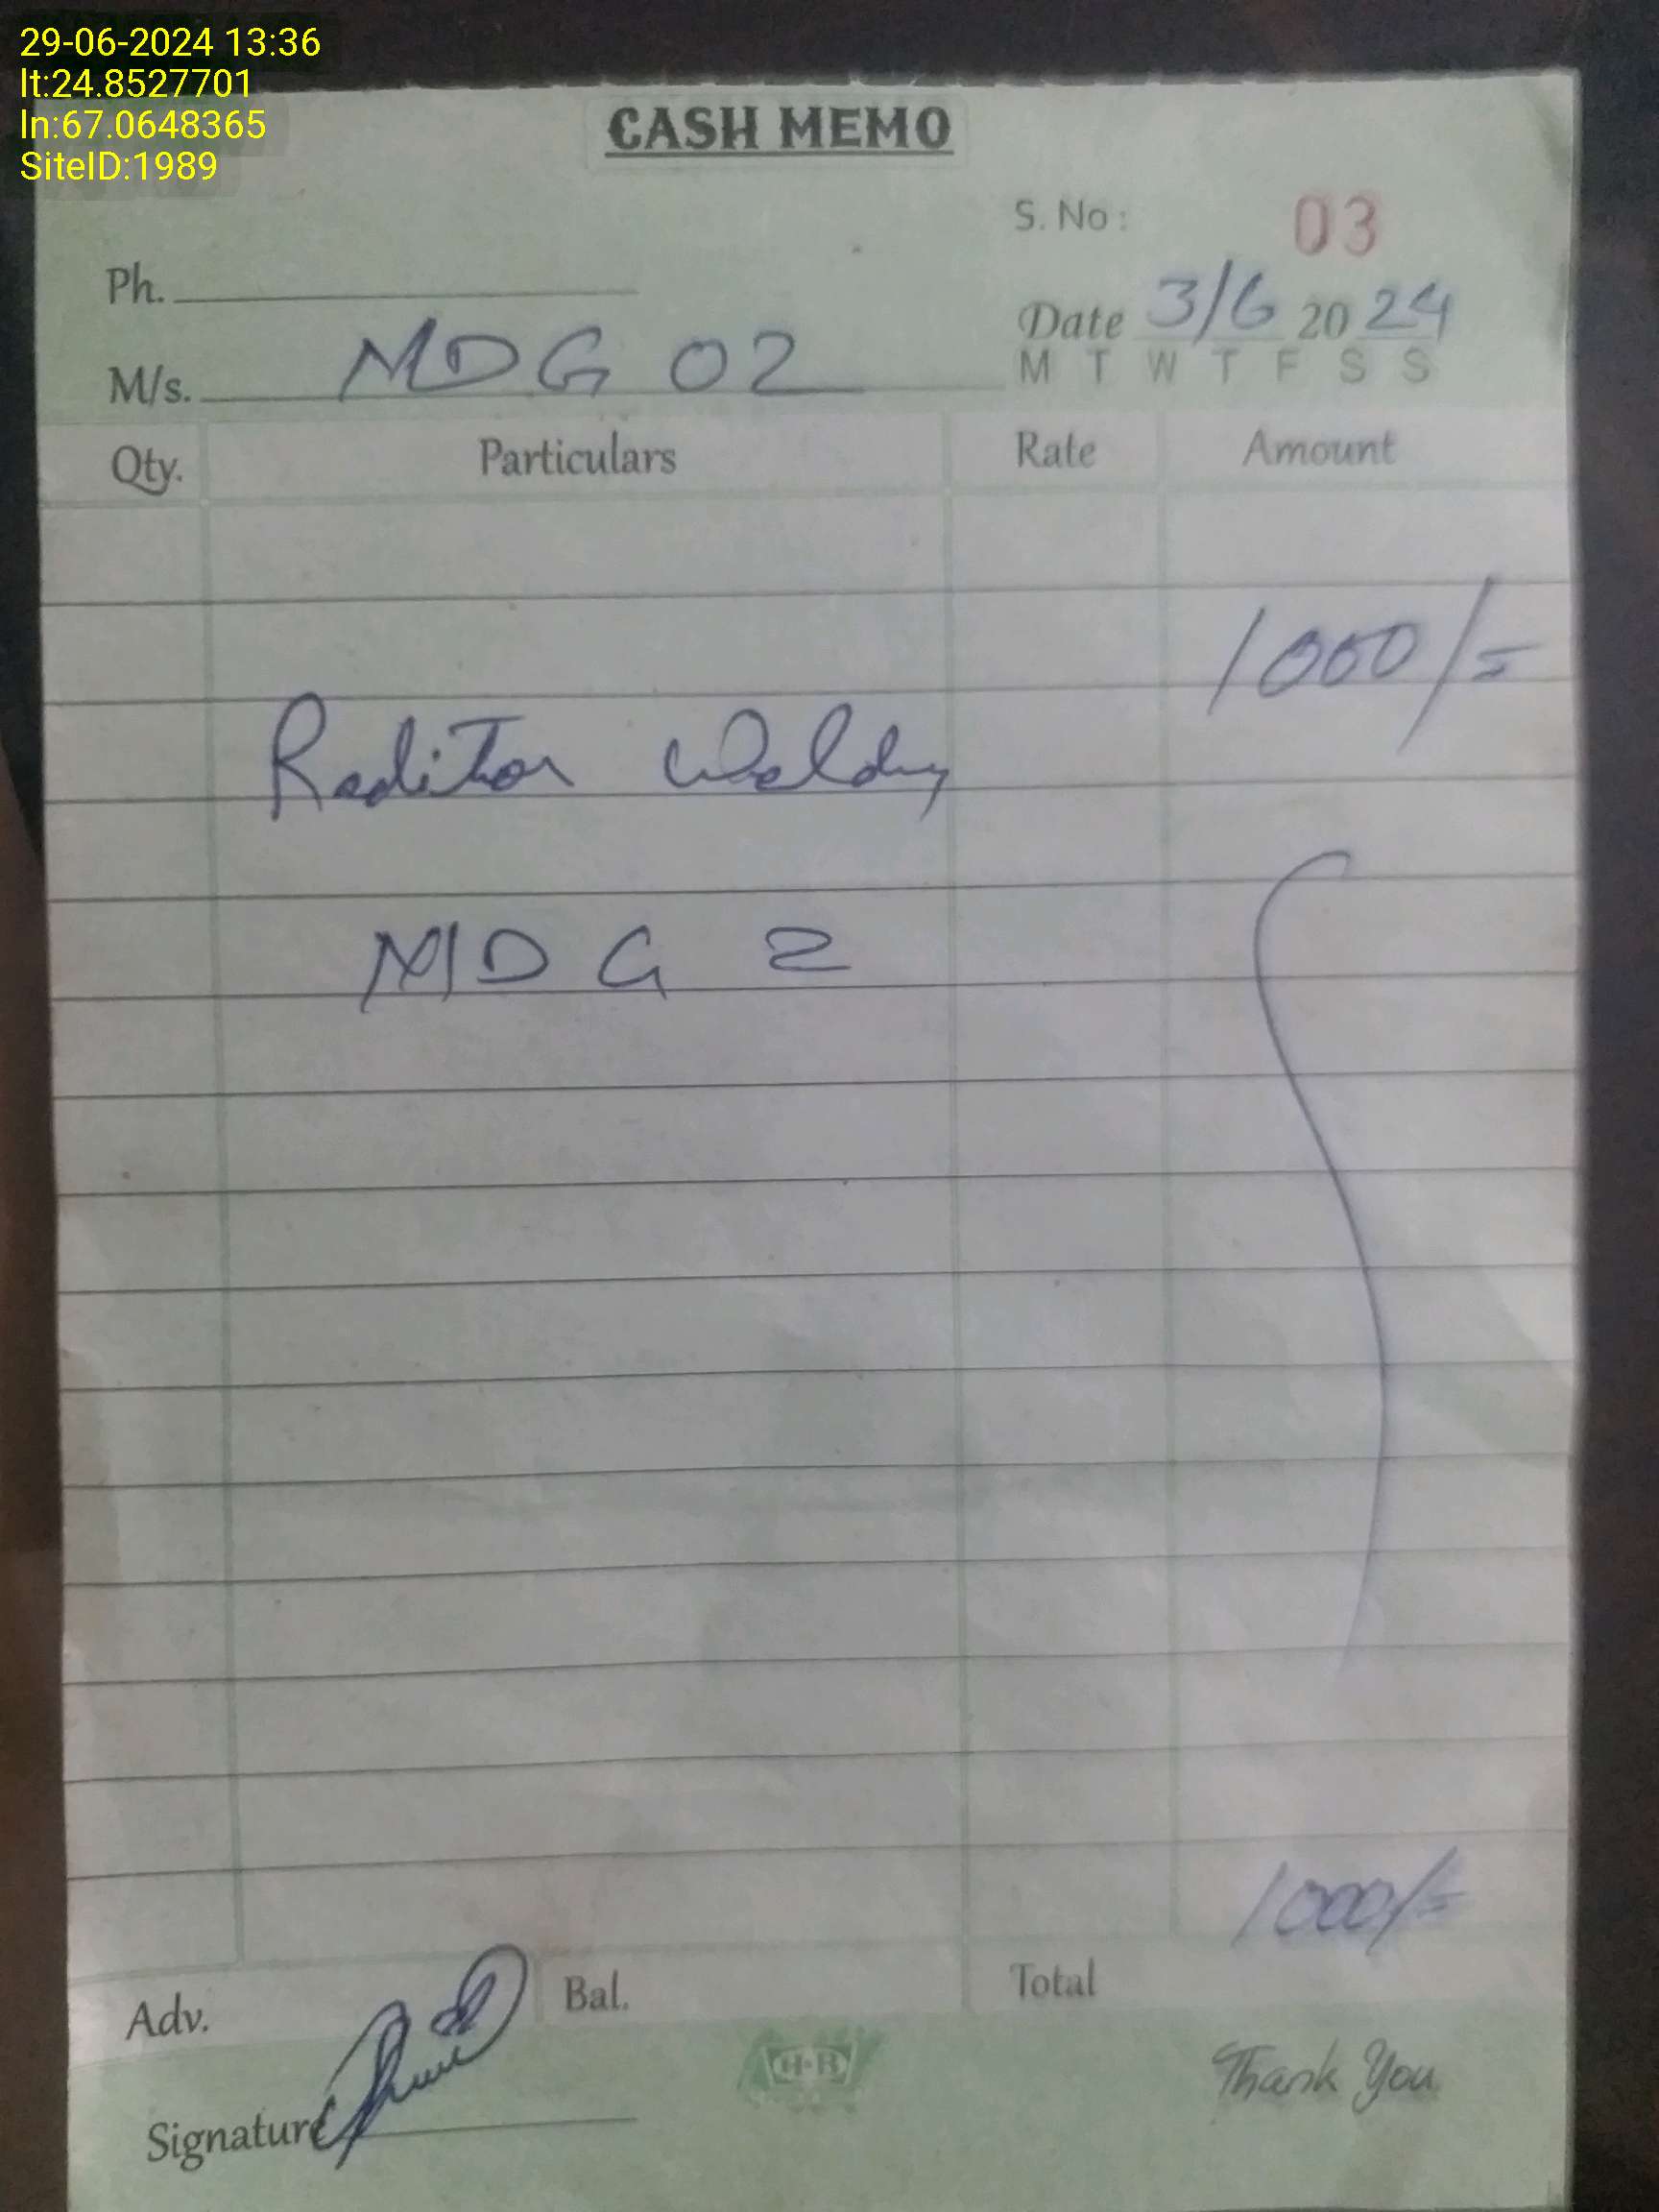 29-06-2024 13:36
lt:24.8527701
ln:67.0648365
SiteID:1989
CASH MEMO
S. No : 03
Ph.
Date 3/6 2024
M T W T F S S
M/s. MDG 02
Qty. Particulars Rate Amount
1000/=
Raditor Welding
MDG 2
1000/=
Adv. Bal. Total
H-R
Thank You
Signature